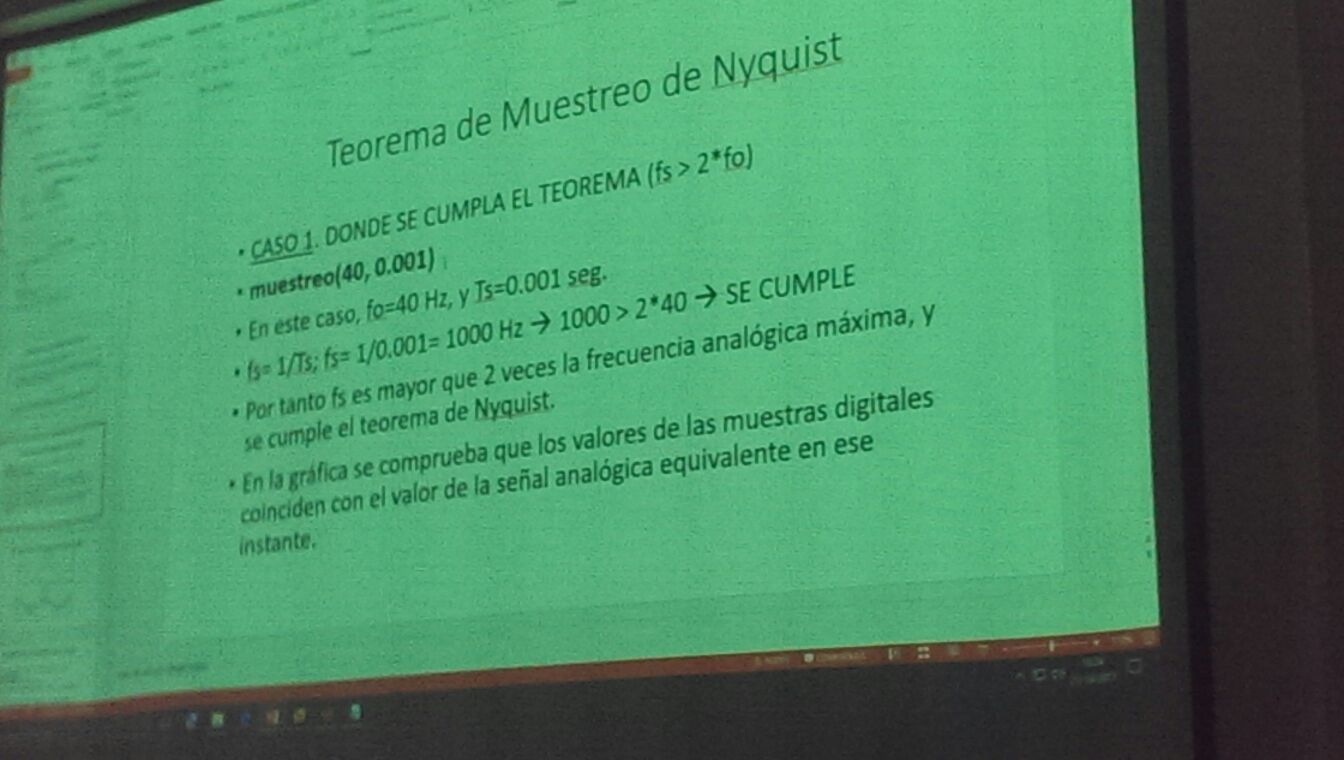 Teorema de Muestreo de Nyquist
• CASO 1. DONDE SE CUMPLA EL TEOREMA (fs > 2*fo)
• muestreo(40, 0.001)
• En este caso, fo=40 Hz, y Ts=0.001 seg.
• fs= 1/Ts; fs= 1/0.001= 1000 Hz → 1000 > 2*40 → SE CUMPLE
• Por tanto fs es mayor que 2 veces la frecuencia analógica máxima, y
se cumple el teorema de Nyquist.
• En la gráfica se comprueba que los valores de las muestras digitales
coinciden con el valor de la señal analógica equivalente en ese
instante.